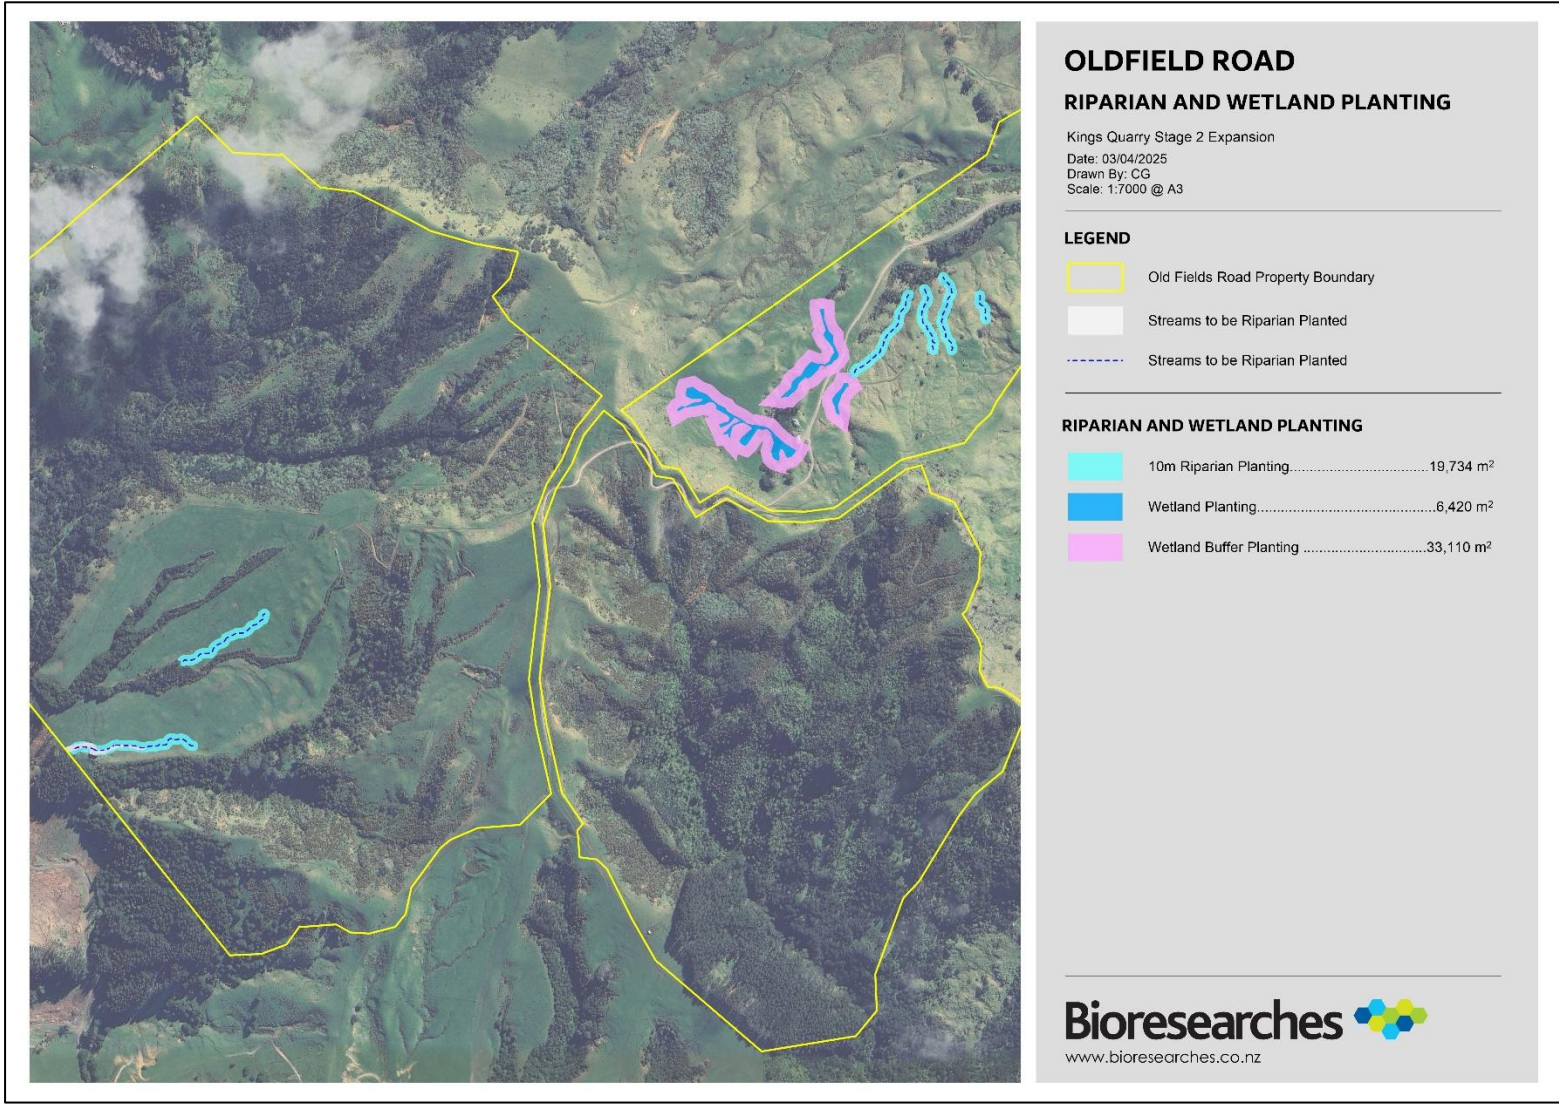 OLDFIELD ROAD
RIPARIAN AND WETLAND PLANTING
Kings Quarry Stage 2 Expansion
Date: 03/04/2025
Drawn By: CG
Scale: 1:7000 @ A3
LEGEND
Old Fields Road Property Boundary
Streams to be Riparian Planted
Streams to be Riparian Planted
RIPARIAN AND WETLAND PLANTING
10m Riparian Planting..................................19,734 m²
Wetland Planting............................................6,420 m²
Wetland Buffer Planting ..............................33,110 m²
Bioresearches
www.bioresearches.co.nz